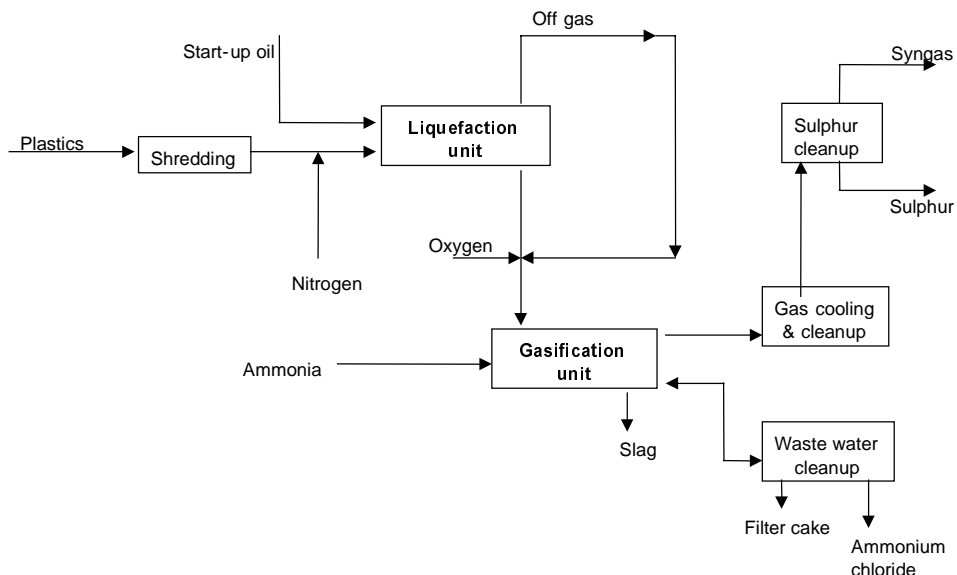 Off gas
Start-up oil
Syngas
Liquefaction
unit
Sulphur
cleanup
Plastics
Shredding
Sulphur
Oxygen
Nitrogen
Gas cooling
& cleanup
Gasification
unit
Ammonia
Slag
Waste water
cleanup
Filter cake
Ammonium
chloride